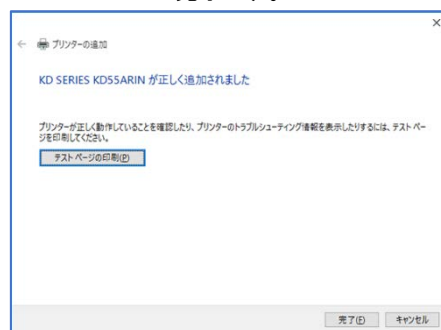 プリンターの追加
KD SERIES KD55ARIN が正しく追加されました
プリンターが正しく動作していることを確認したり、プリンターのトラブルシューティング情報を表示したりするには、テスト ペー
ジを印刷してください。
テスト ページの印刷(P)
完了(F) キャンセル